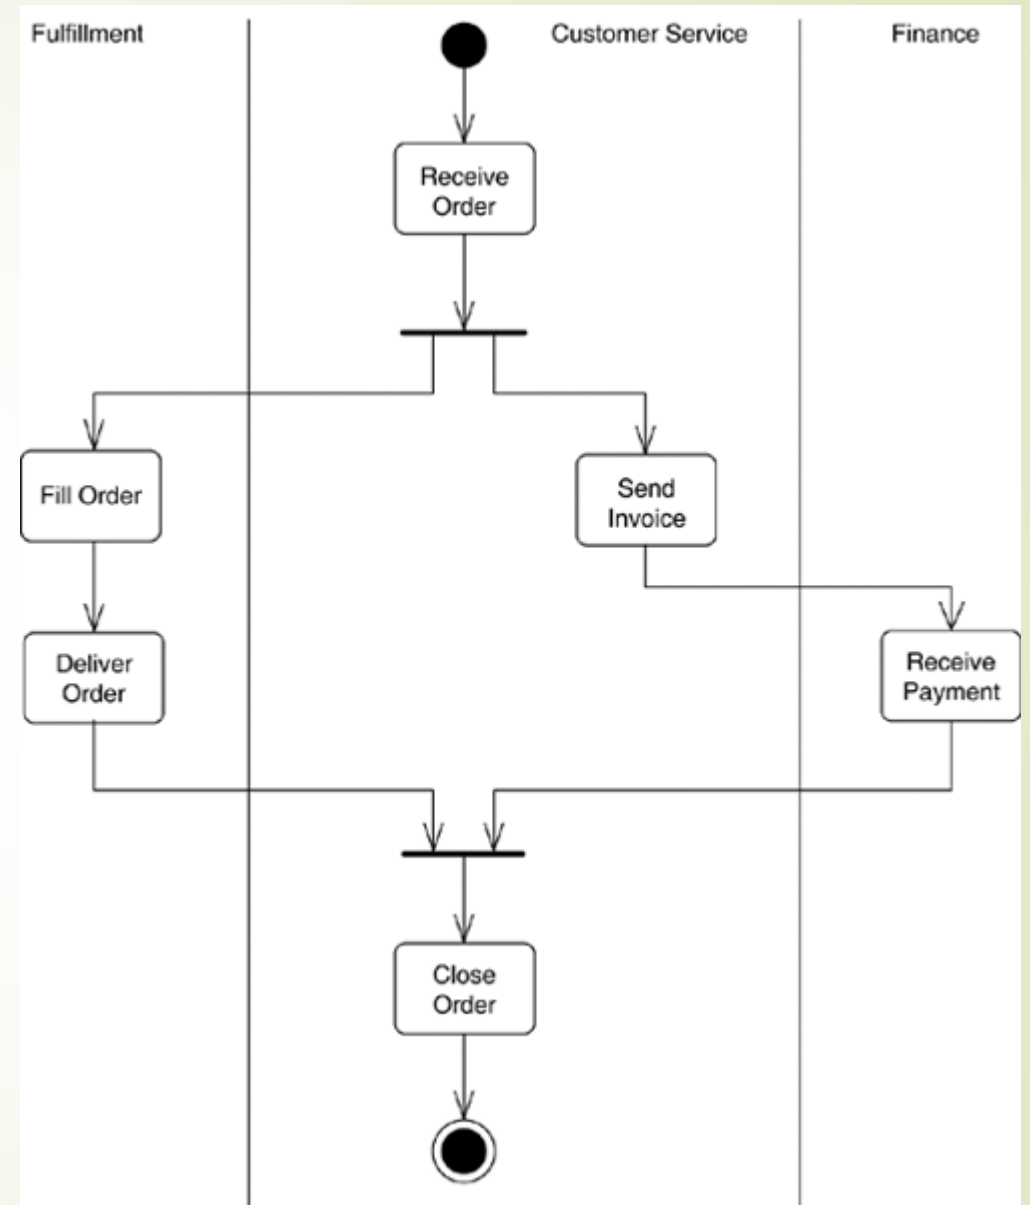 Fulfillment
Customer Service
Finance
Receive
Order
Fill Order
Send
Invoice
Deliver
Order
Receive
Payment
Close
Order